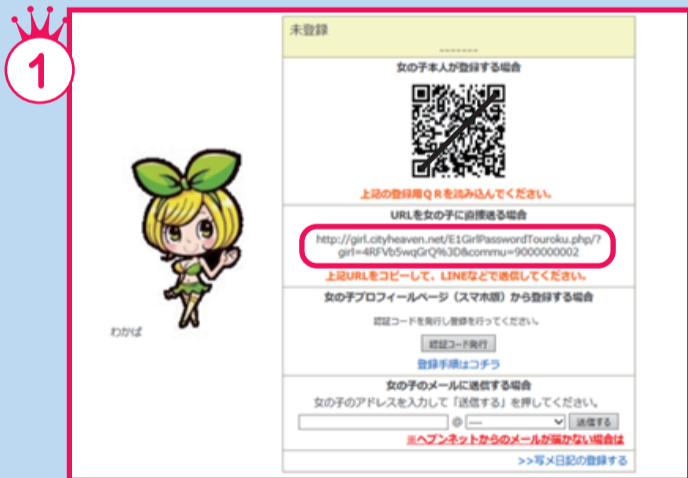 1
未登録
-------
女の子本人が登録する場合
上記の登録用QRを読み込んでください。
URLを女の子に直接送る場合
http://girl.cityheaven.net/E1GirlPasswordTouroku.php/?
girl=4RFVb5wqGrQ%3D&commu=9000000002
上記URLをコピーして、LINEなどで送信してください。
女の子プロフィールページ(スマホ版)から登録する場合
認証コードを発行し登録を行ってください。
認証コード発行
登録手順はコチラ
わかば
女の子のメールに送信する場合
女の子のアドレスを入力して「送信する」を押してください。
@ ---- 送信する
※ヘブンネットからのメールが届かない場合は
>>写メ日記の登録する